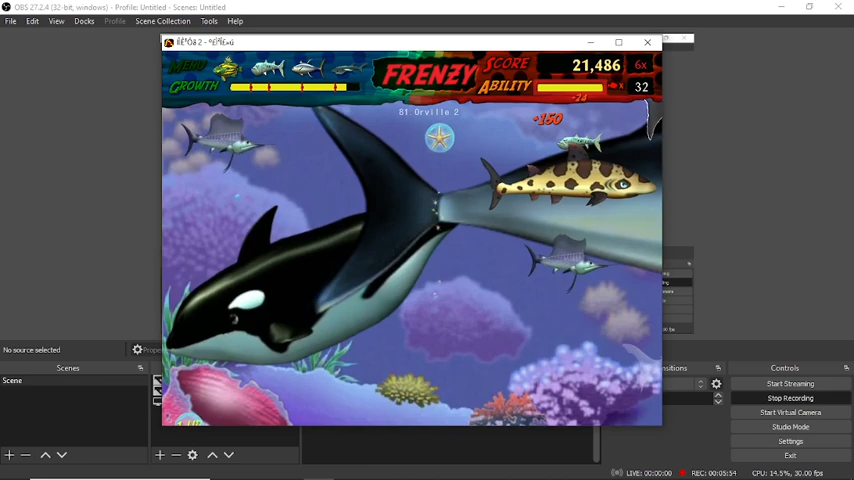 OBS 27.2.4 (32-bit, windows) - Profile: Untitled - Scenes: Untitled
File Edit View Docks Profile Scene Collection Tools Help
MENU
GROWTH
FRENZY
SCORE 21,486 6x
ABILITY x 32
-24
81.Orville 2
+150
No source selected
Scenes
Controls
Scene
Start Streaming
Stop Recording
Start Virtual Camera
Studio Mode
Settings
Exit
LIVE: 00:00:00 REC: 00:05:54 CPU: 14.5%, 30.00 fps